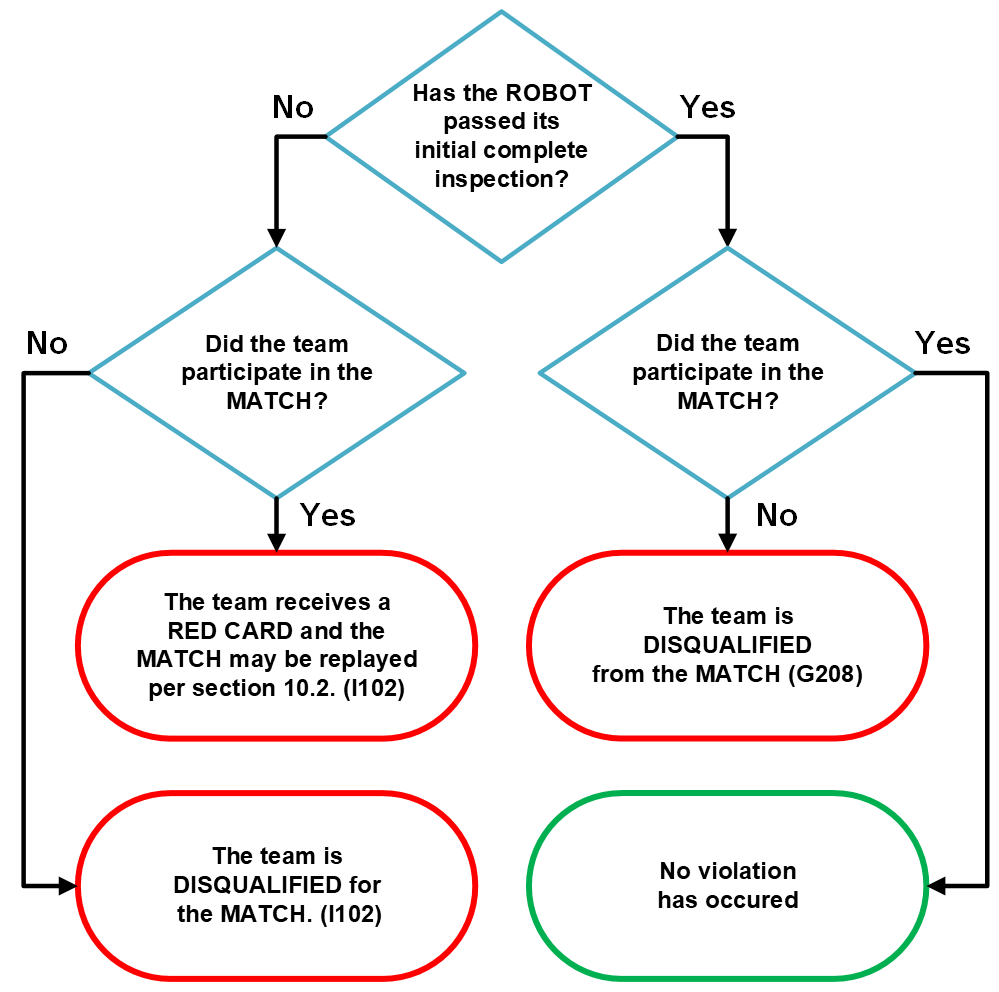 Has the ROBOT
passed its
initial complete
inspection?
No
Yes
Did the team
participate in the
MATCH?
No
Yes
Did the team
participate in the
MATCH?
Yes
No
The team receives a
RED CARD and the
MATCH may be replayed
per section 10.2. (I102)
The team is
DISQUALIFIED
from the MATCH (G208)
The team is
DISQUALIFIED for
the MATCH. (I102)
No violation
has occured